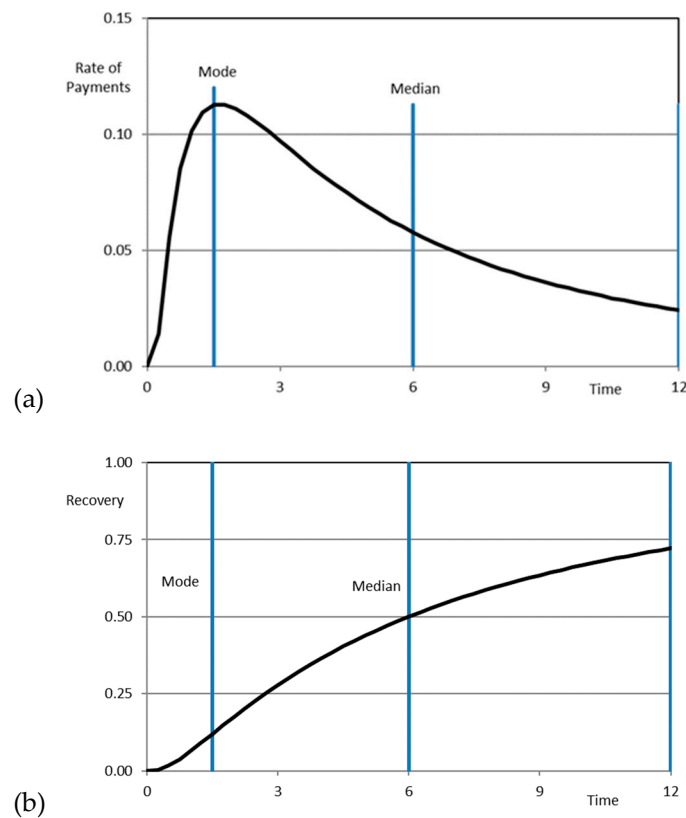 0.15
Rate of
Payments
Mode
Median
0.10
0.05
0.00
0 3 6 9 Time 12
(a)
1.00
Recovery
0.75
Mode
Median
0.50
0.25
0.00
0 3 6 9 Time 12
(b)